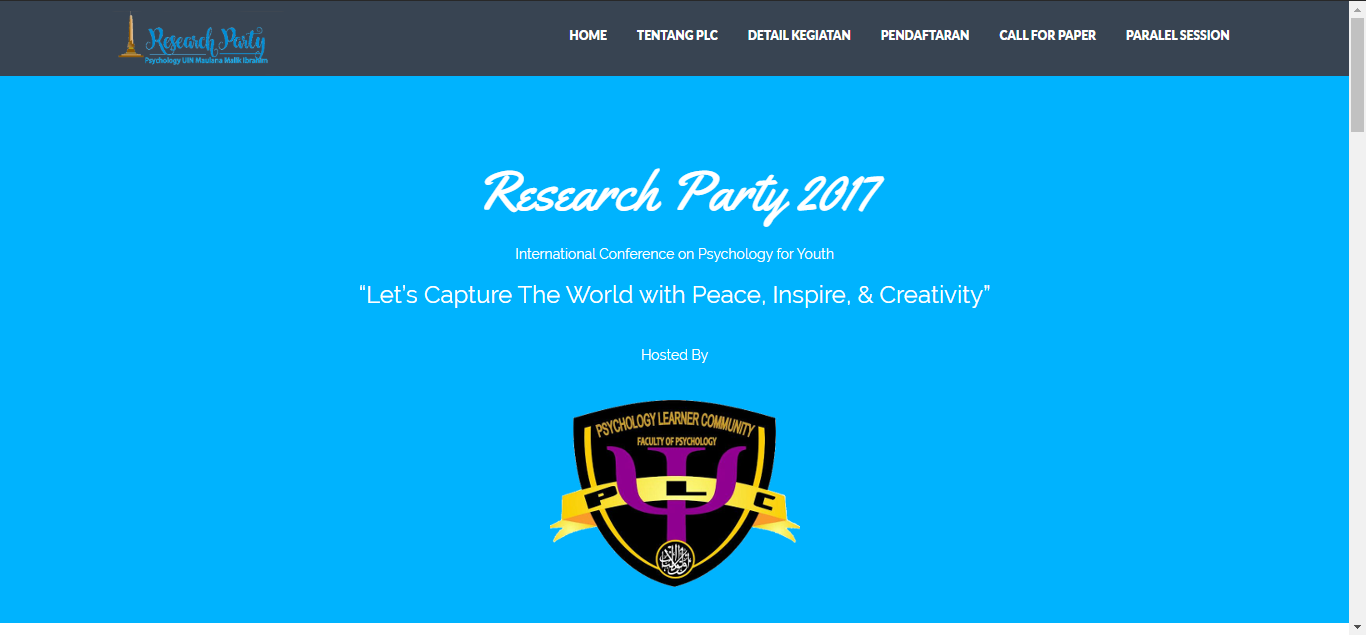 Research Party
Psychology UIN Maulana Malik Ibrahim
HOME TENTANG PLC DETAIL KEGIATAN PENDAFTARAN CALL FOR PAPER PARALEL SESSION
Research Party 2017
International Conference on Psychology for Youth
“Let's Capture The World with Peace, Inspire, & Creativity”
Hosted By
PSYCHOLOGY LEARNER COMMUNITY
FACULTY OF PSYCHOLOGY
P L C